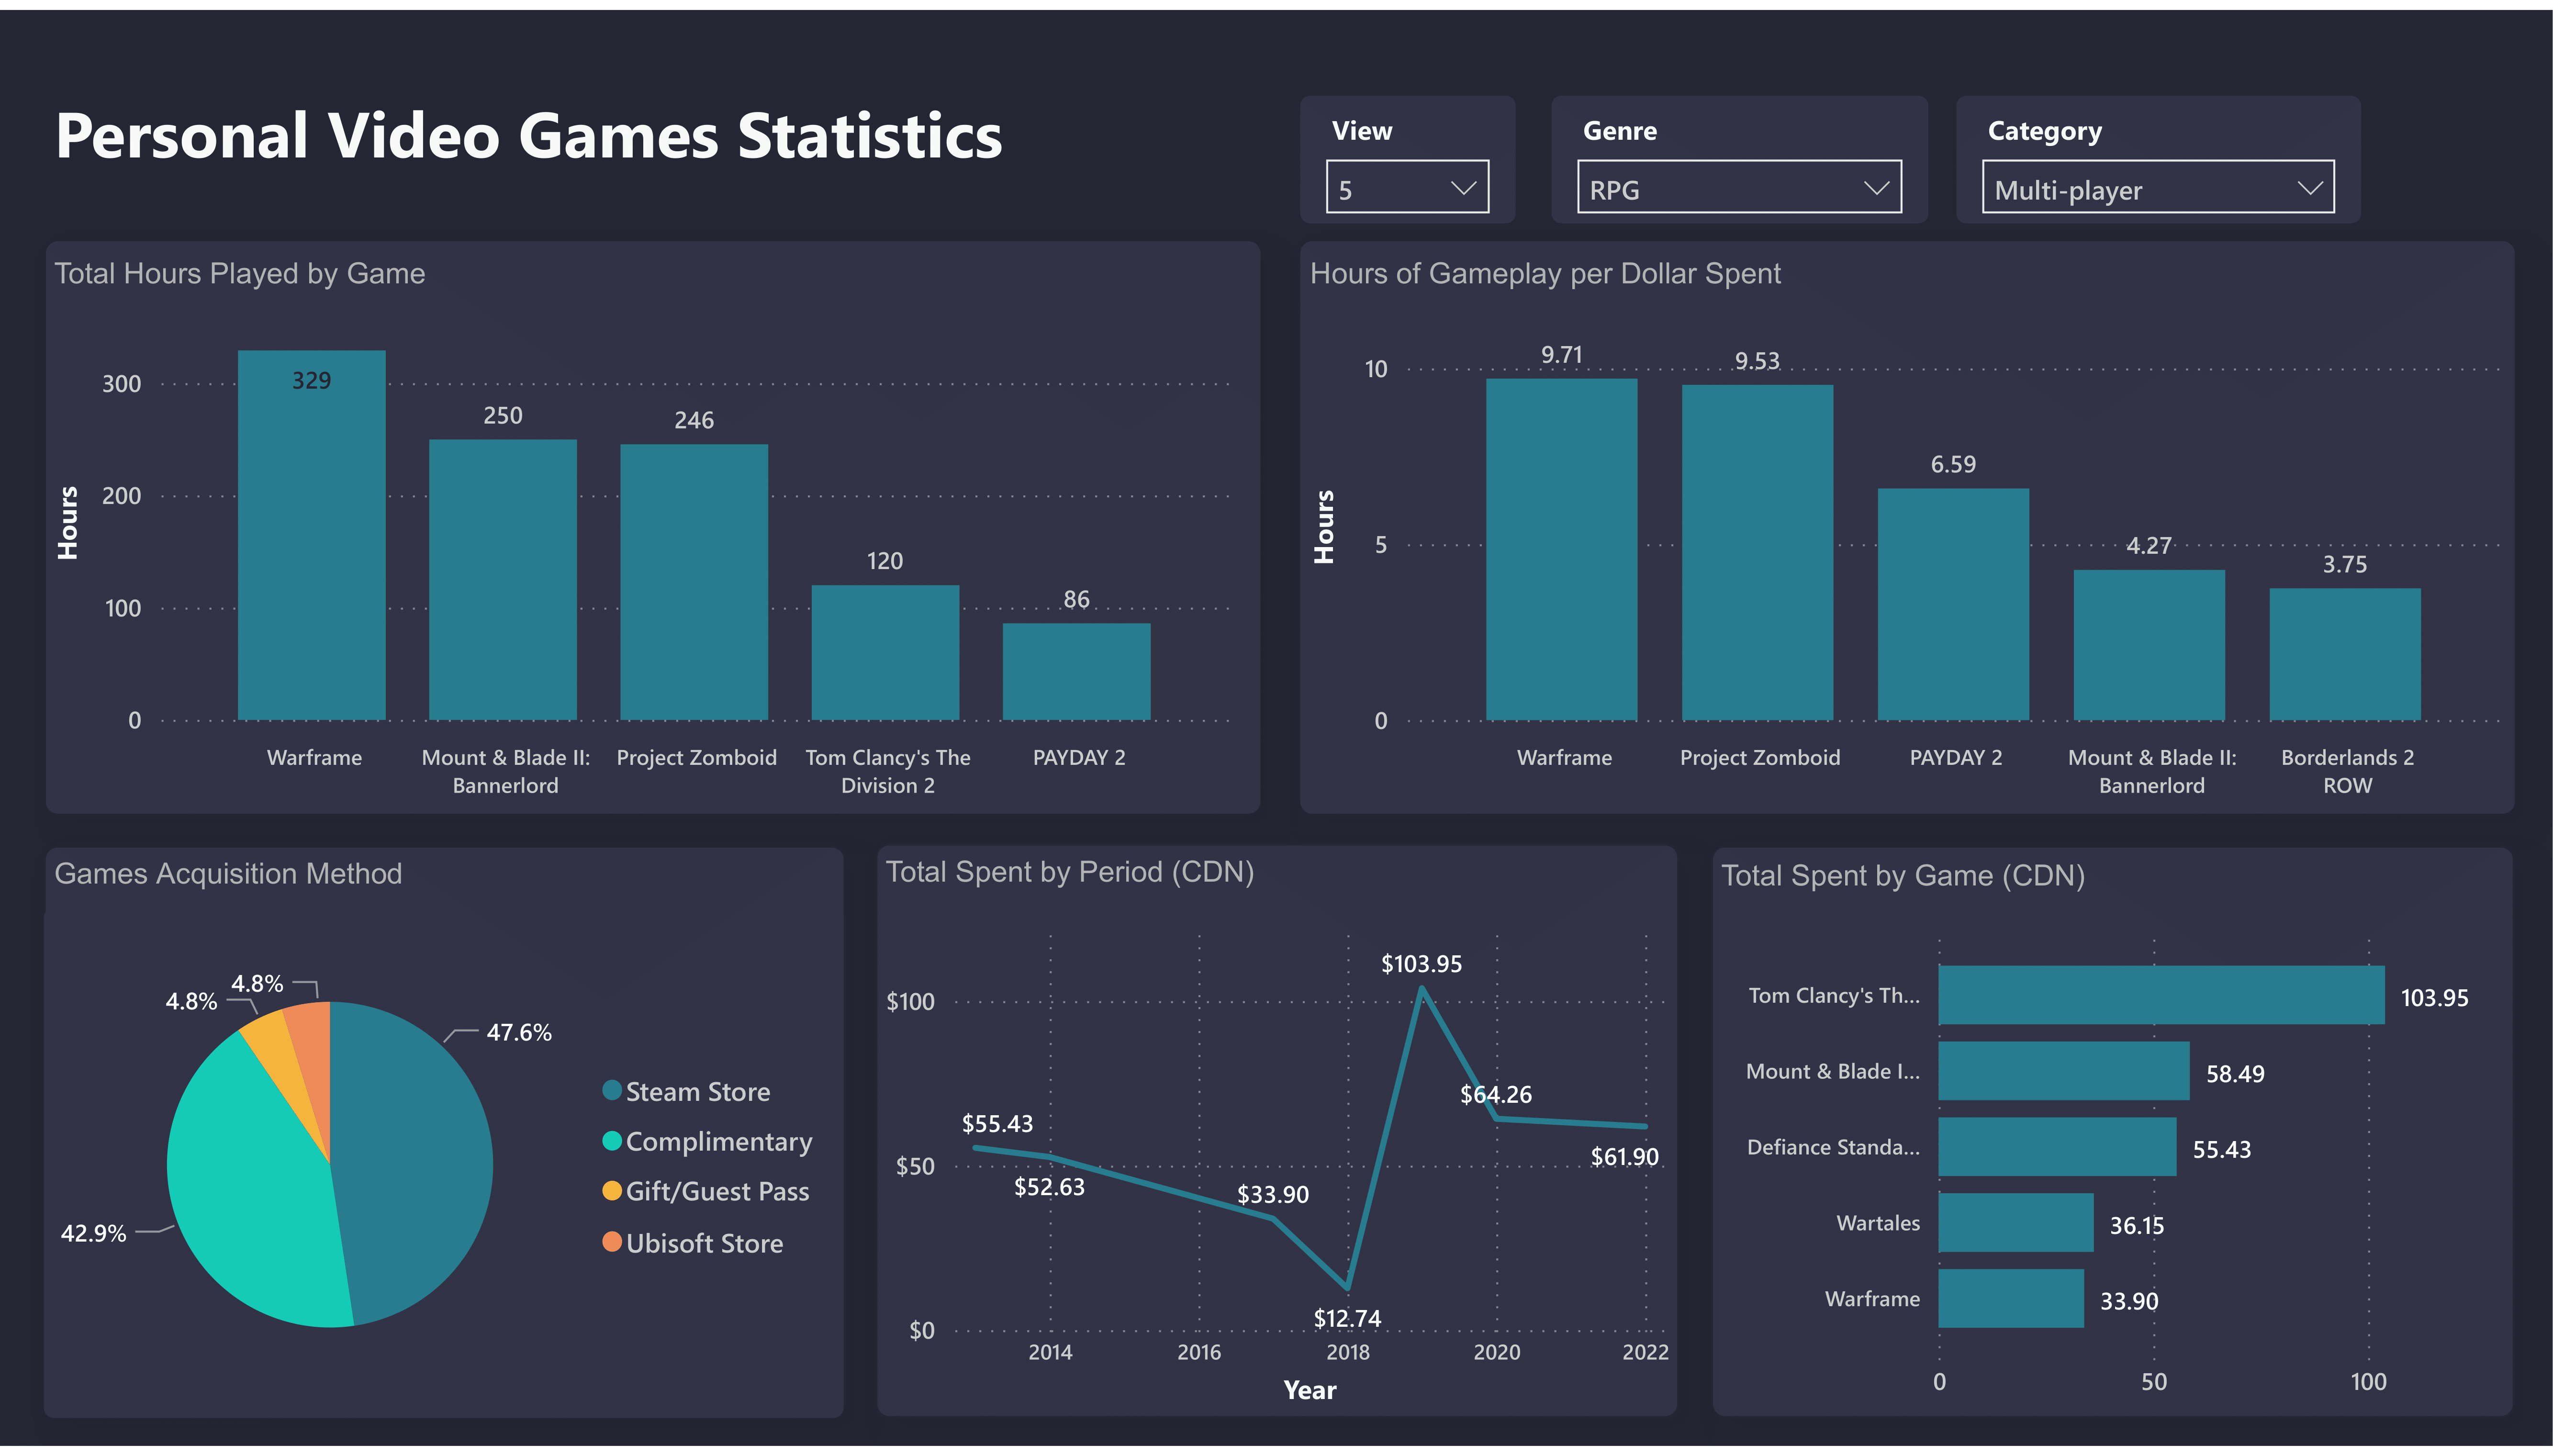 Personal Video Games Statistics
View
5
Genre
RPG
Category
Multi-player
Total Hours Played by Game
Hours
300
200
100
0
329
250
246
120
86
Warframe
Mount & Blade II:
Bannerlord
Project Zomboid
Tom Clancy's The
Division 2
PAYDAY 2
Hours of Gameplay per Dollar Spent
Hours
10
5
0
9.71
9.53
6.59
4.27
3.75
Warframe
Project Zomboid
PAYDAY 2
Mount & Blade II:
Bannerlord
Borderlands 2
ROW
Games Acquisition Method
4.8%
4.8%
47.6%
42.9%
Steam Store
Complimentary
Gift/Guest Pass
Ubisoft Store
Total Spent by Period (CDN)
$100
$50
$0
$55.43
$52.63
$33.90
$12.74
$103.95
$64.26
$61.90
2014
2016
2018
2020
2022
Year
Total Spent by Game (CDN)
Tom Clancy's Th...
103.95
Mount & Blade I...
58.49
Defiance Standa...
55.43
Wartales
36.15
Warframe
33.90
0
50
100